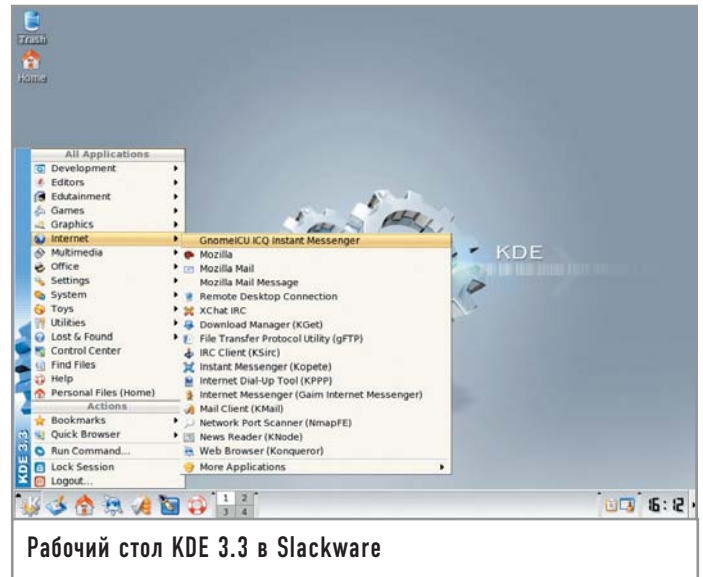 Trash
Home
All Applications
Development
Editors
Edutainment
Games
Graphics
Internet
Multimedia
Office
Settings
System
Toys
Utilities
Lost & Found
Control Center
Find Files
Help
Personal Files (Home)
Actions
Bookmarks
Quick Browser
Run Command...
Lock Session
Logout...
KDE 3.3
GnomeICU ICQ Instant Messenger
Mozilla
Mozilla Mail
Mozilla Mail Message
Remote Desktop Connection
XChat IRC
Download Manager (KGet)
File Transfer Protocol Utility (gFTP)
IRC Client (KSirc)
Instant Messenger (Kopete)
Internet Dial-Up Tool (KPPP)
Internet Messenger (Gaim Internet Messenger)
Mail Client (KMail)
Network Port Scanner (NmapFE)
News Reader (KNode)
Web Browser (Konqueror)
More Applications
KDE
1 2
3 4
16:12
Рабочий стол KDE 3.3 в Slackware